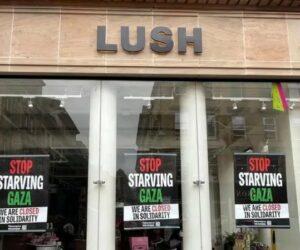 LUSH
STOP
STARVING
GAZA
WE ARE CLOSED
IN SOLIDARITY
STOP
STARVING
GAZA
WE ARE CLOSED
IN SOLIDARITY
STOP
STARVING
GAZA
WE ARE CLOSED
IN SOLIDARITY